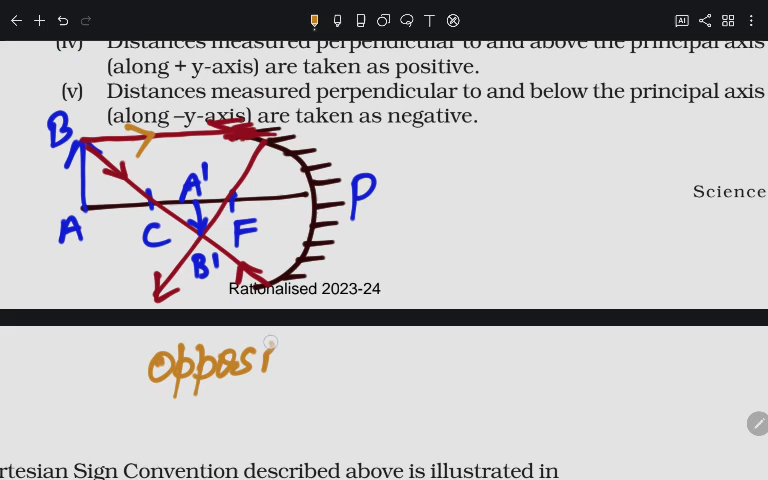 (iv) Distances measured perpendicular to and above the principal axis
(along + y-axis) are taken as positive.
(v) Distances measured perpendicular to and below the principal axis
(along –y-axis) are taken as negative.
B
A' P
Science
A C F
B'
Rationalised 2023-24
opposi
rtesian Sign Convention described above is illustrated in
T
AI